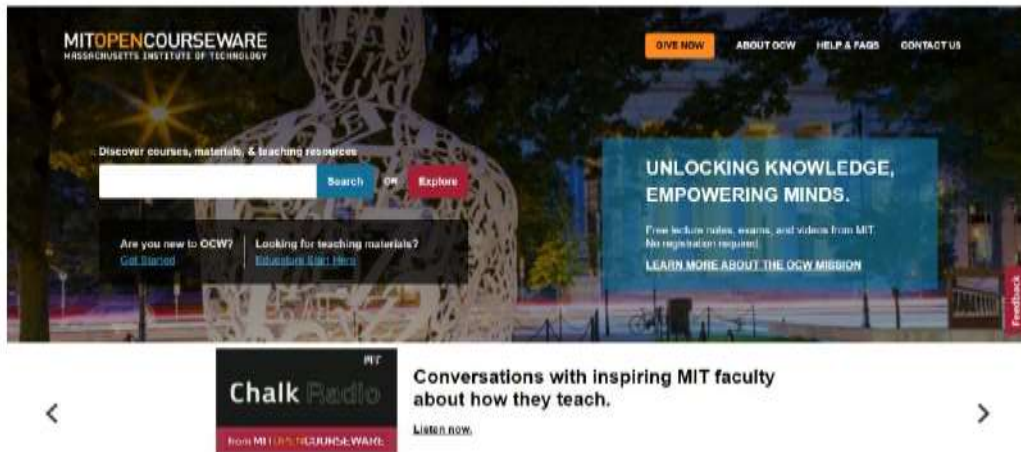 MITOPENCOURSEWARE
MASSACHUSETTS INSTITUTE OF TECHNOLOGY
GIVE NOW
ABOUT OCW
HELP & FAQS
CONTACT US
Discover courses, materials, & teaching resources
Search
OR
Explore
Are you new to OCW?
Get Started
Looking for teaching materials?
Educators Start Here
UNLOCKING KNOWLEDGE,
EMPOWERING MINDS.
Free lecture notes, exams, and videos from MIT.
No registration required.
LEARN MORE ABOUT THE OCW MISSION
Feedback
MIT
Chalk Radio
from MITOPENCOURSEWARE
Conversations with inspiring MIT faculty
about how they teach.
Listen now.